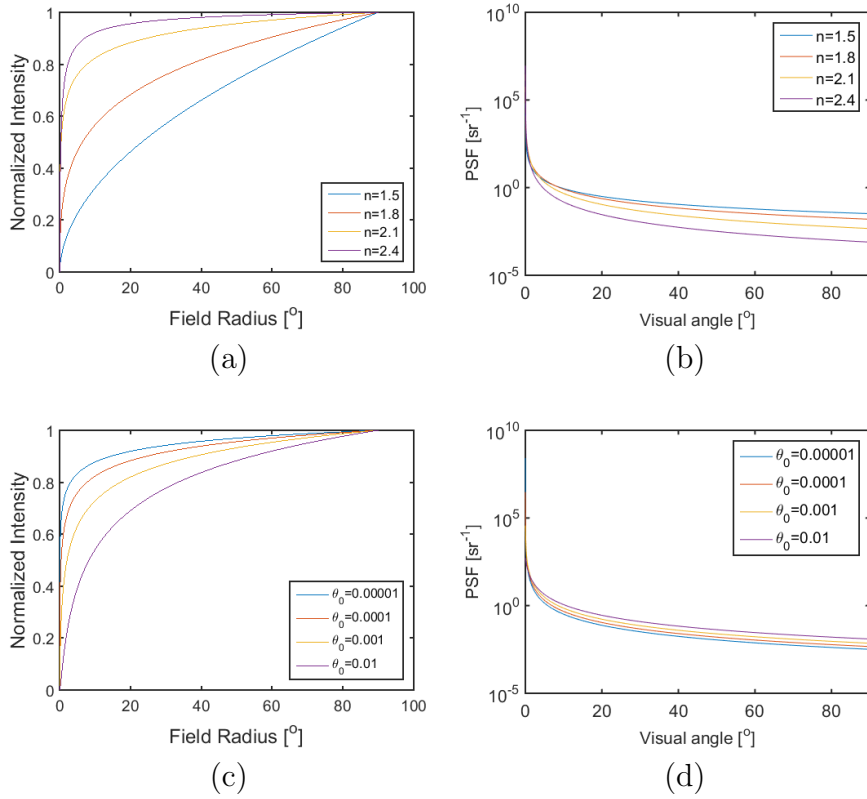 Normalized Intensity
1
0.8
0.6
0.4
0.2
0
0 20 40 60 80 100
Field Radius [o]
n=1.5
n=1.8
n=2.1
n=2.4
(a)
PSF [sr-1]
10^10
10^5
10^0
10^-5
0 20 40 60 80
Visual angle [o]
n=1.5
n=1.8
n=2.1
n=2.4
(b)
Normalized Intensity
1
0.8
0.6
0.4
0.2
0
0 20 40 60 80 100
Field Radius [o]
θ0=0.00001
θ0=0.0001
θ0=0.001
θ0=0.01
(c)
PSF [sr-1]
10^10
10^5
10^0
10^-5
0 20 40 60 80
Visual angle [o]
θ0=0.00001
θ0=0.0001
θ0=0.001
θ0=0.01
(d)